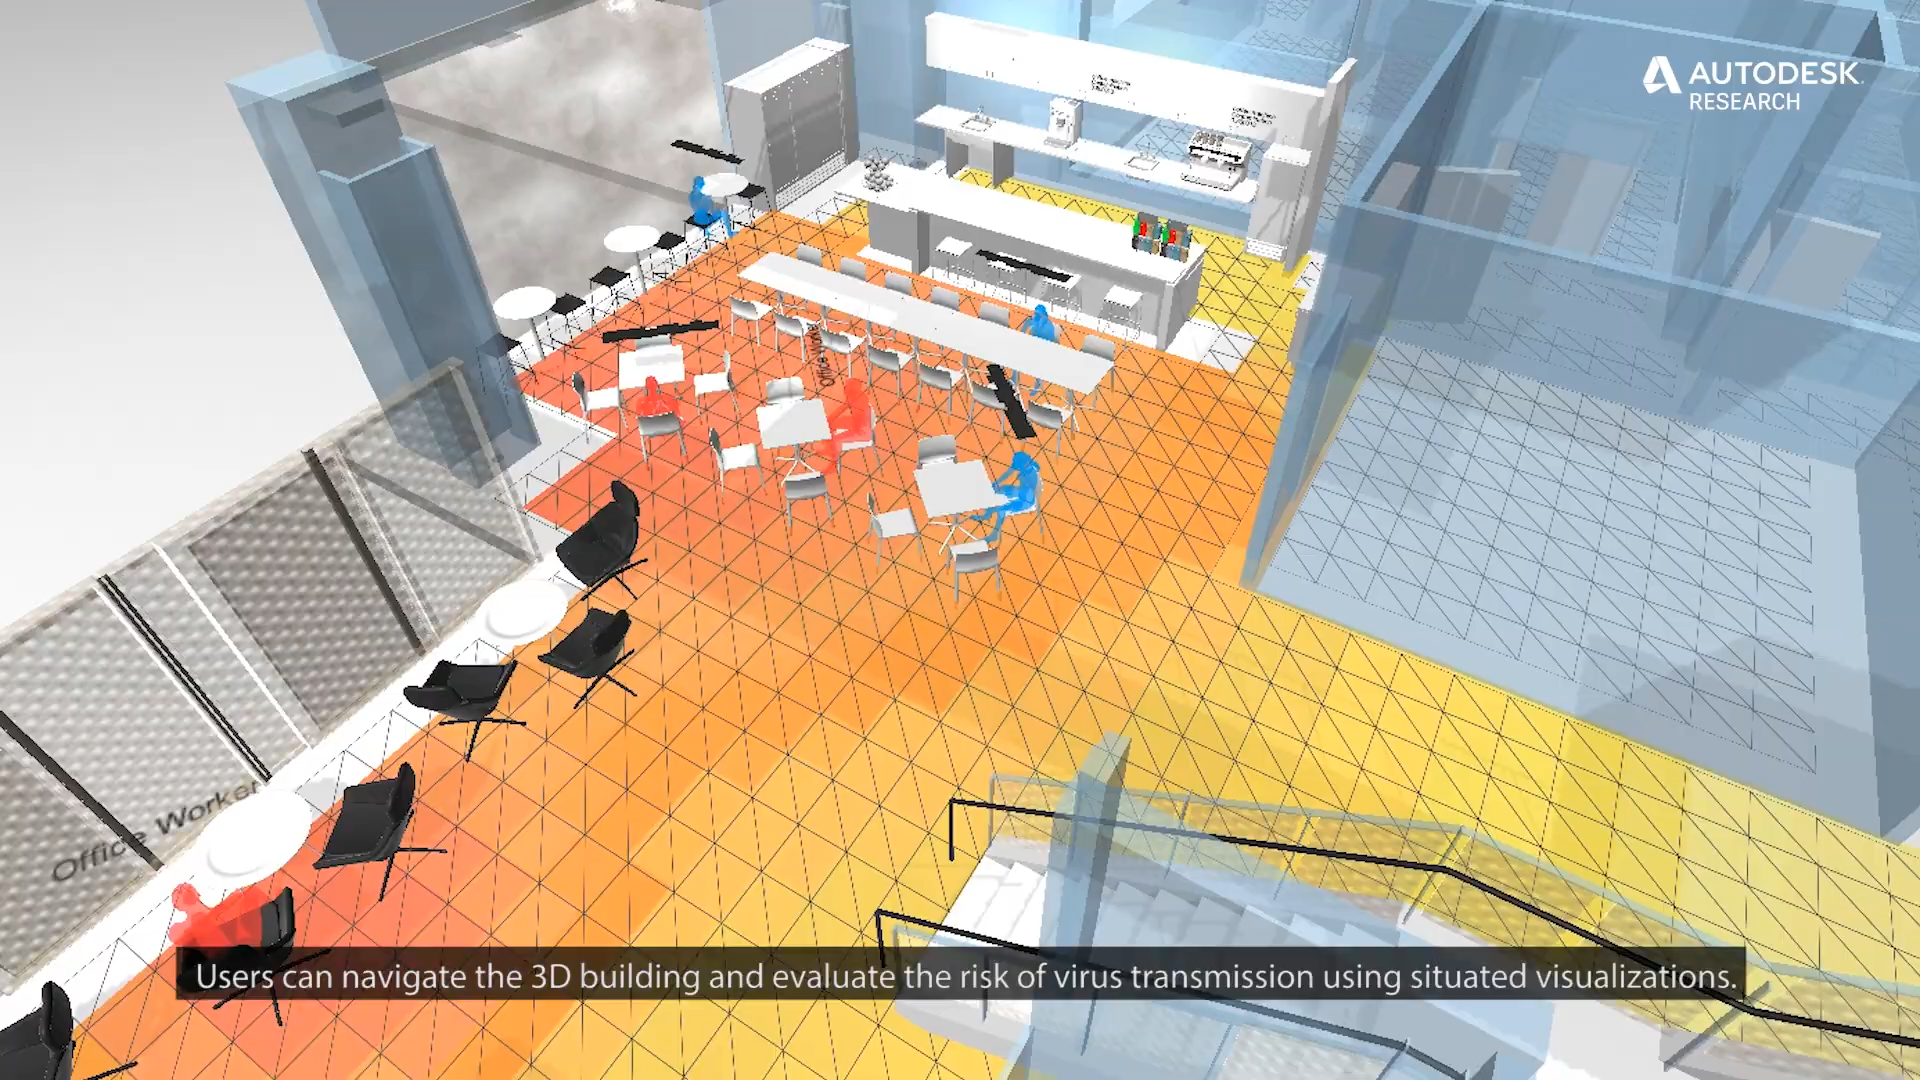 AUTODESK
RESEARCH
Office Worker
Users can navigate the 3D building and evaluate the risk of virus transmission using situated visualizations.